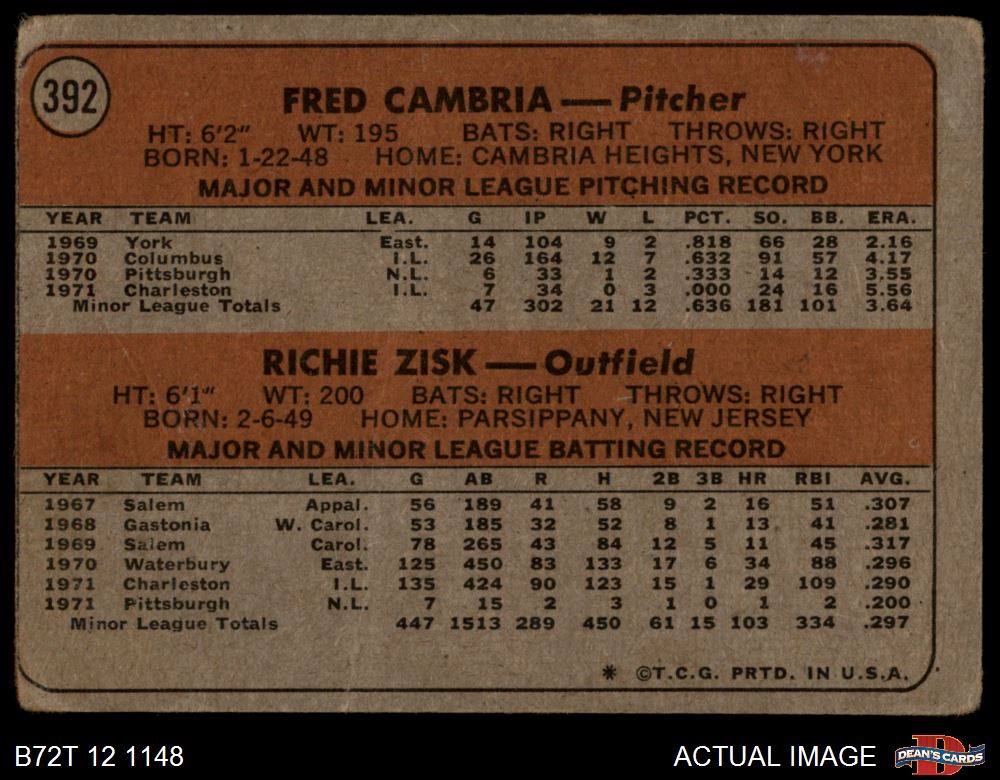 392
FRED CAMBRIA — Pitcher
HT: 6'2" WT: 195 BATS: RIGHT THROWS: RIGHT
BORN: 1-22-48 HOME: CAMBRIA HEIGHTS, NEW YORK
MAJOR AND MINOR LEAGUE PITCHING RECORD
YEAR TEAM LEA. G IP W L PCT. SO. BB. ERA.
1969 York East. 14 104 9 2 .818 66 28 2.16
1970 Columbus I.L. 26 164 12 7 .632 91 57 4.17
1970 Pittsburgh N.L. 6 33 1 2 .333 14 12 3.55
1971 Charleston I.L. 7 34 0 3 .000 24 16 5.56
Minor League Totals 47 302 21 12 .636 181 101 3.64
RICHIE ZISK — Outfield
HT: 6'1" WT: 200 BATS: RIGHT THROWS: RIGHT
BORN: 2-6-49 HOME: PARSIPPANY, NEW JERSEY
MAJOR AND MINOR LEAGUE BATTING RECORD
YEAR TEAM LEA. G AB R H 2B 3B HR RBI AVG.
1967 Salem Appal. 56 189 41 58 9 2 16 51 .307
1968 Gastonia W. Carol. 53 185 32 52 8 1 13 41 .281
1969 Salem Carol. 78 265 43 84 12 5 11 45 .317
1970 Waterbury East. 125 450 83 133 17 6 34 88 .296
1971 Charleston I.L. 135 424 90 123 15 1 29 109 .290
1971 Pittsburgh N.L. 7 15 2 3 1 0 1 2 .200
Minor League Totals 447 1513 289 450 61 15 103 334 .297
* ©T.C.G. PRTD. IN U.S.A.
B72T 12 1148
ACTUAL IMAGE
DEAN'S CARDS